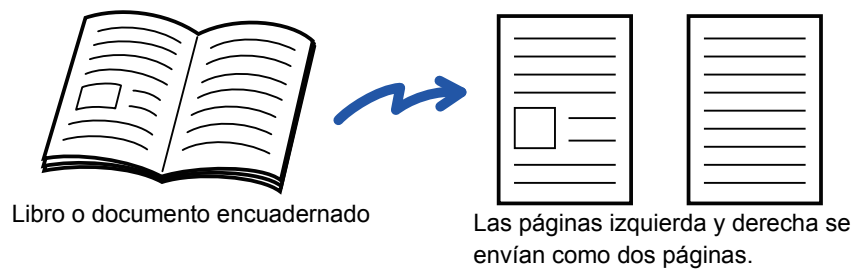 Libro o documento encuadernado
Las páginas izquierda y derecha se
envían como dos páginas.